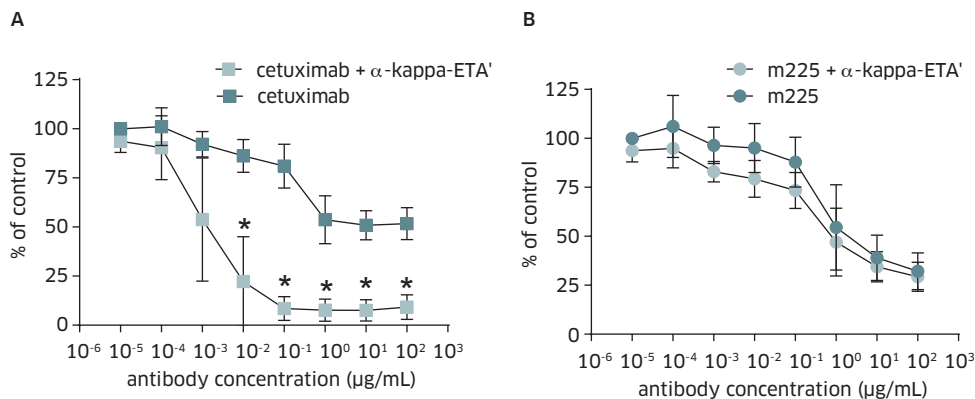 A
cetuximab + α-kappa-ETA'
cetuximab
125
100
75
50
25
0
% of control
*
*
*
*
*
10⁻⁶ 10⁻⁵ 10⁻⁴ 10⁻³ 10⁻² 10⁻¹ 10⁰ 10¹ 10² 10³
antibody concentration (µg/mL)
B
m225 + α-kappa-ETA'
m225
125
100
75
50
25
0
% of control
10⁻⁶ 10⁻⁵ 10⁻⁴ 10⁻³ 10⁻² 10⁻¹ 10⁰ 10¹ 10² 10³
antibody concentration (µg/mL)